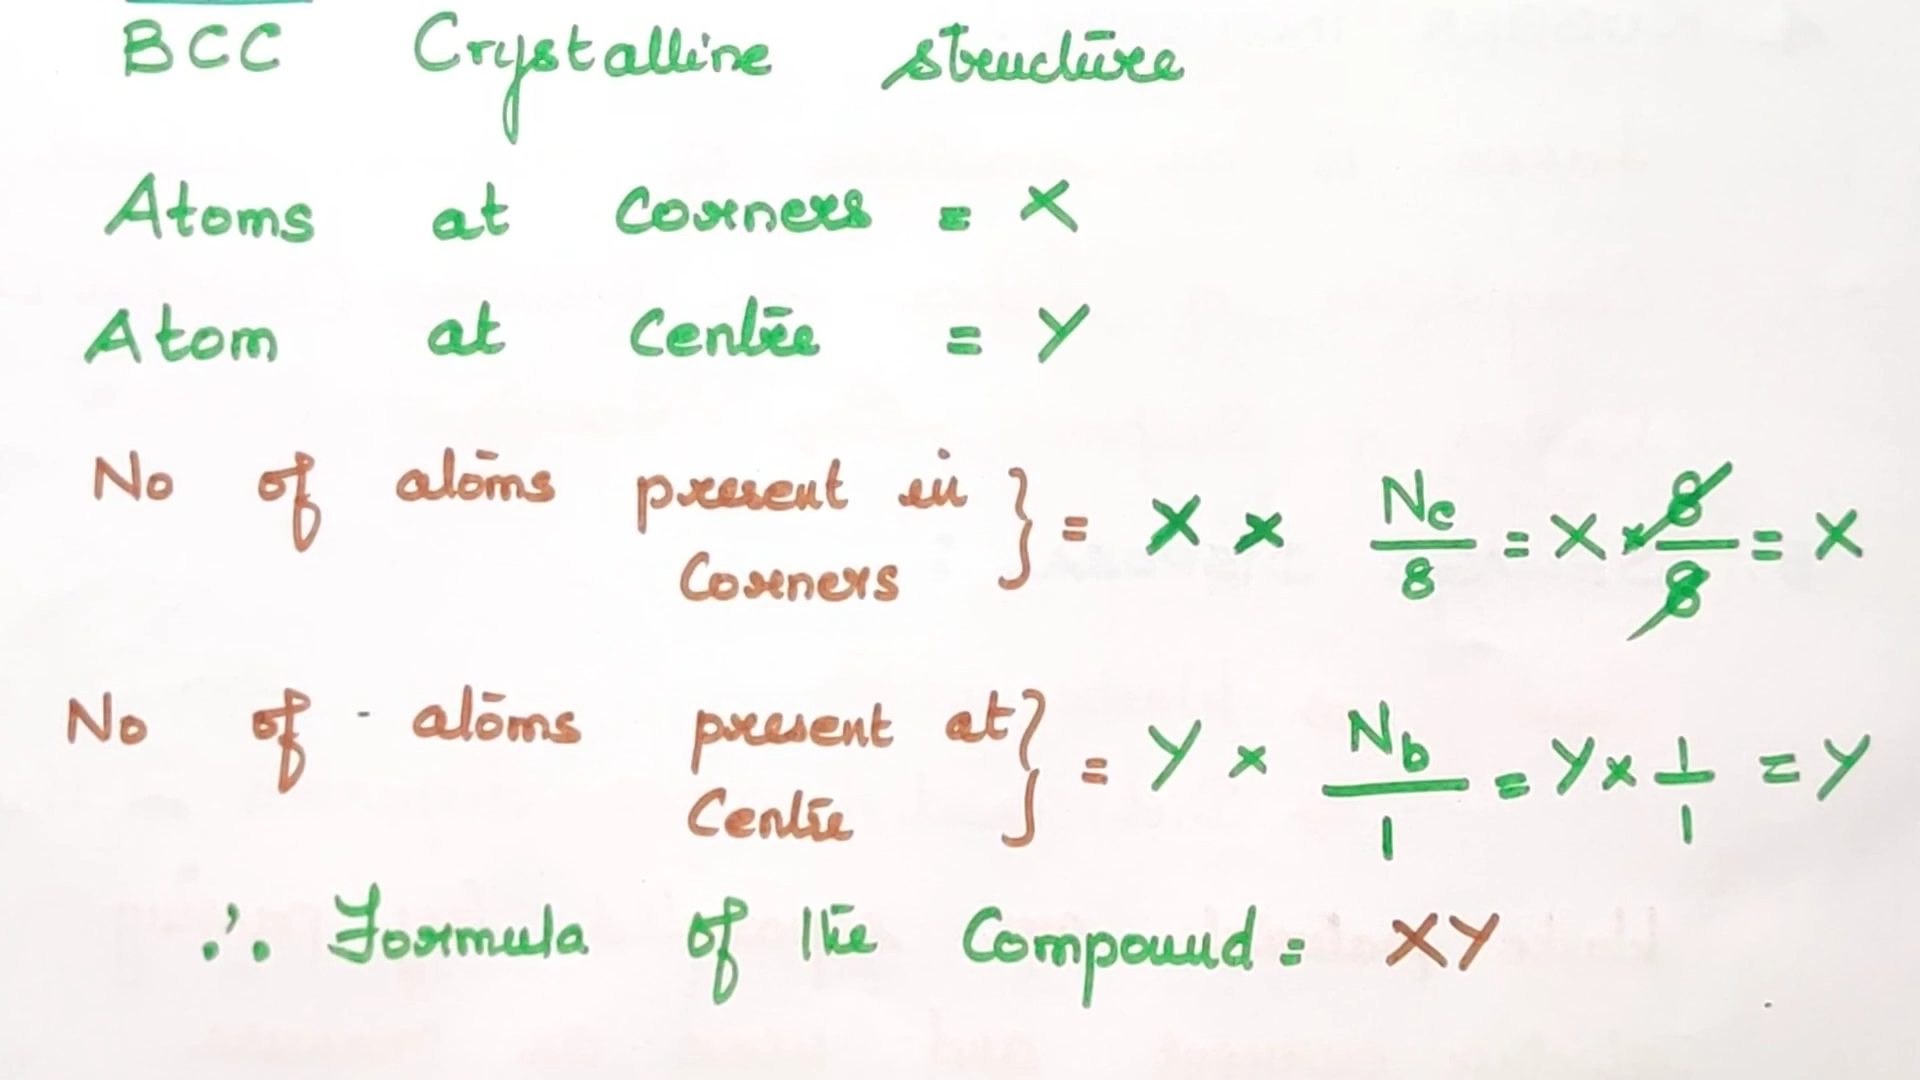 BCC Crystalline structure
Atoms at Corners = X
Atom at Centre = Y
No of atoms present in Corners } = X × Nc/8 = X × 8/8 = X
No of atoms present at Centre } = Y × Nb/1 = Y × 1/1 = Y
∴ Formula of the Compound = XY